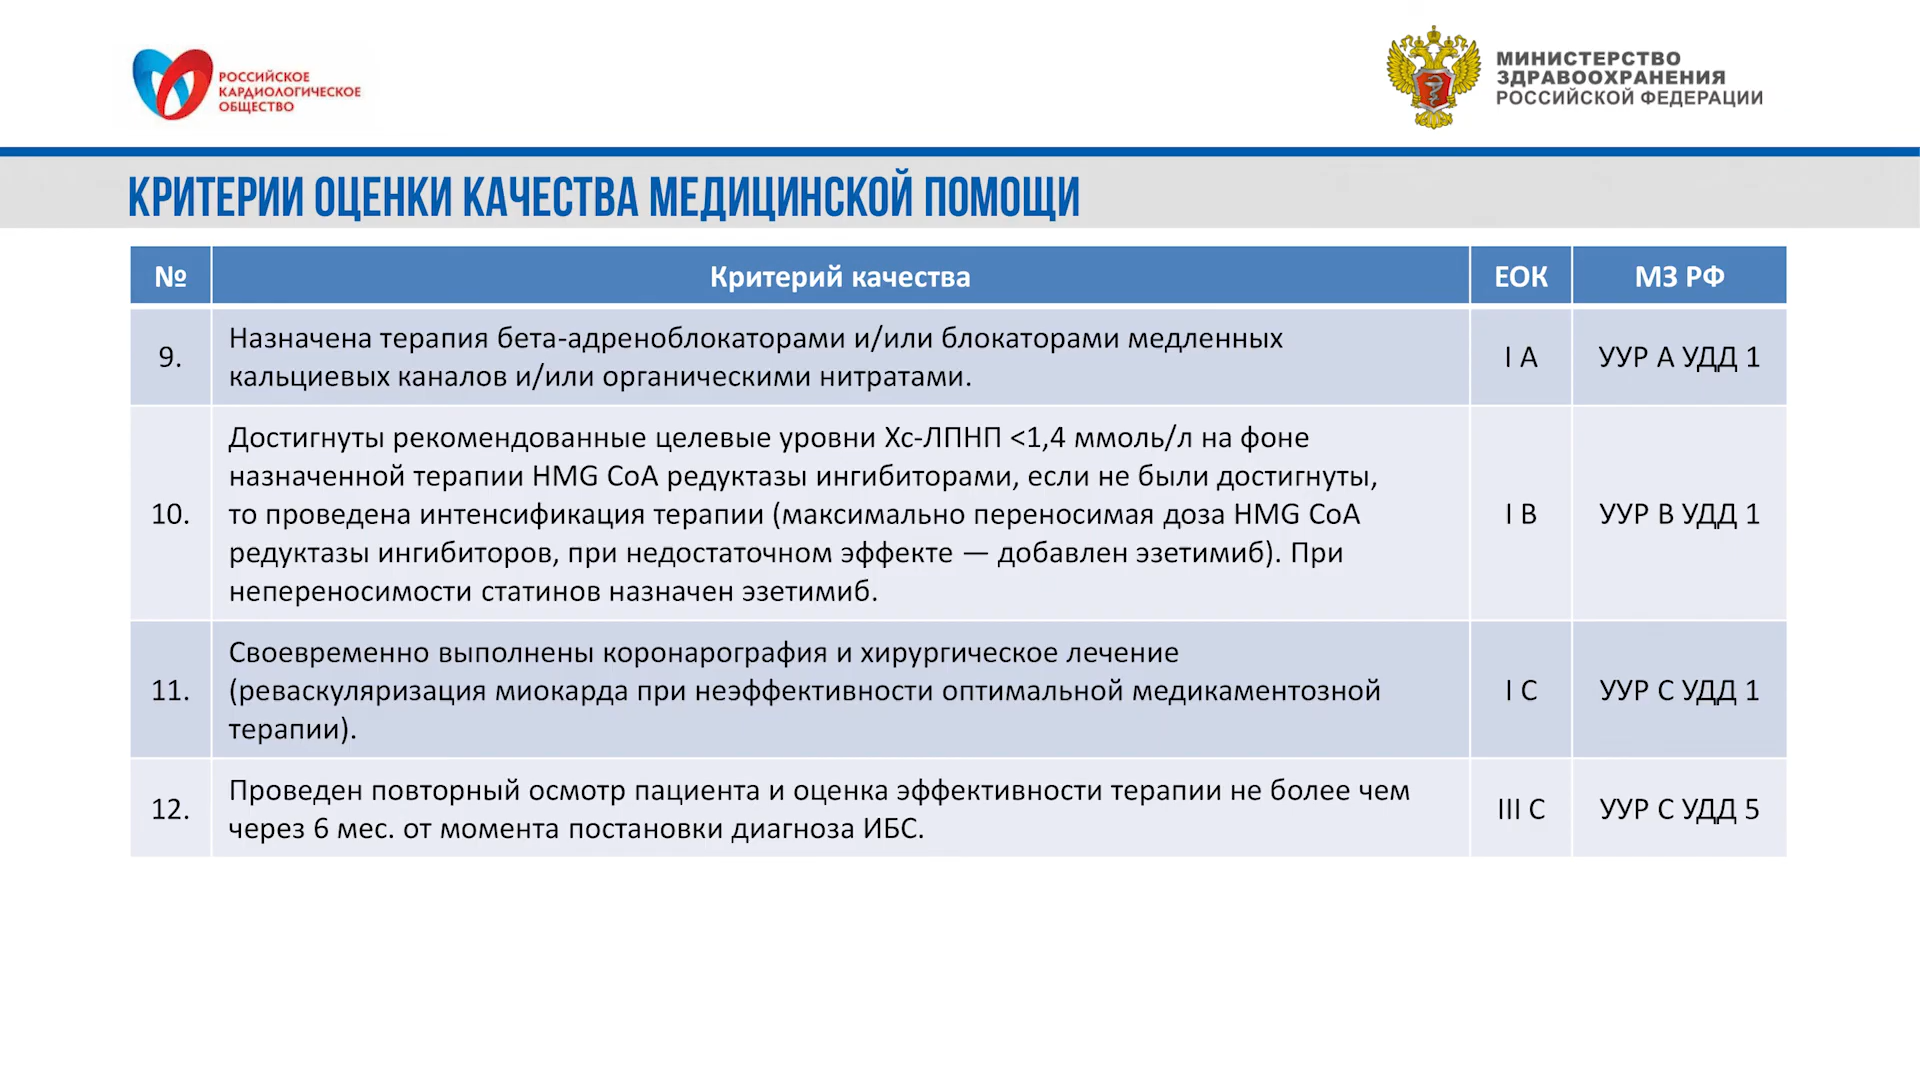 РОССИЙСКОЕ
КАРДИОЛОГИЧЕСКОЕ
ОБЩЕСТВО
МИНИСТЕРСТВО
ЗДРАВООХРАНЕНИЯ
РОССИЙСКОЙ ФЕДЕРАЦИИ
КРИТЕРИИ ОЦЕНКИ КАЧЕСТВА МЕДИЦИНСКОЙ ПОМОЩИ
№ Критерий качества ЕОК МЗ РФ
9. Назначена терапия бета-адреноблокаторами и/или блокаторами медленных
кальциевых каналов и/или органическими нитратами. I A УУР А УДД 1
10. Достигнуты рекомендованные целевые уровни Хс-ЛПНП <1,4 ммоль/л на фоне
назначенной терапии HMG CoA редуктазы ингибиторами, если не были достигнуты,
то проведена интенсификация терапии (максимально переносимая доза HMG CoA
редуктазы ингибиторов, при недостаточном эффекте — добавлен эзетимиб). При
непереносимости статинов назначен эзетимиб. I B УУР В УДД 1
11. Своевременно выполнены коронарография и хирургическое лечение
(реваскуляризация миокарда при неэффективности оптимальной медикаментозной
терапии). I C УУР С УДД 1
12. Проведен повторный осмотр пациента и оценка эффективности терапии не более чем
через 6 мес. от момента постановки диагноза ИБС. III C УУР С УДД 5